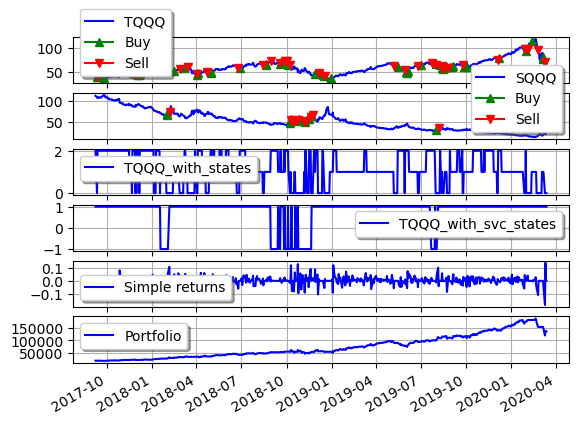 TQQQ
Buy
Sell
100
50
SQQQ
Buy
Sell
100
50
2
TQQQ_with_states
0
1
0
TQQQ_with_svc_states
−1
0.1
0.0
Simple returns
−0.1
150000
Portfolio
100000
50000
2017-10
2018-01
2018-04
2018-07
2018-10
2019-01
2019-04
2019-07
2019-10
2020-01
2020-04